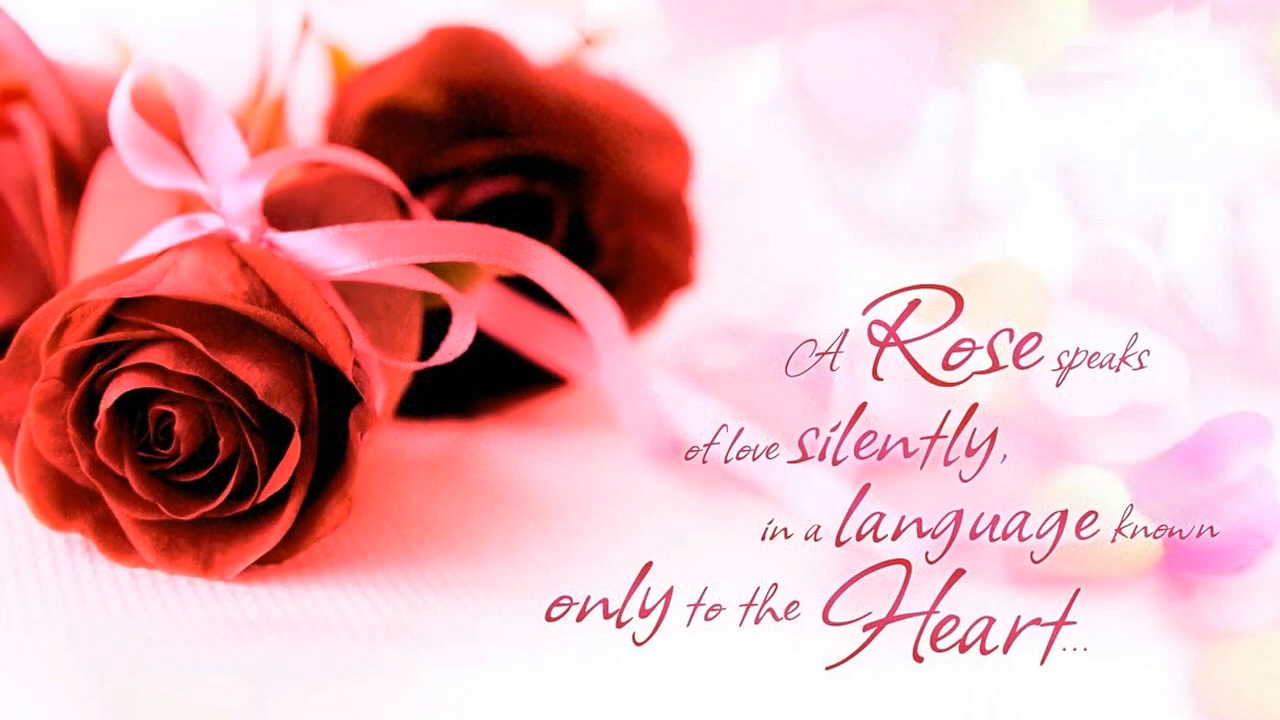 A Rose speaks
of love silently,
in a language known
only to the Heart...